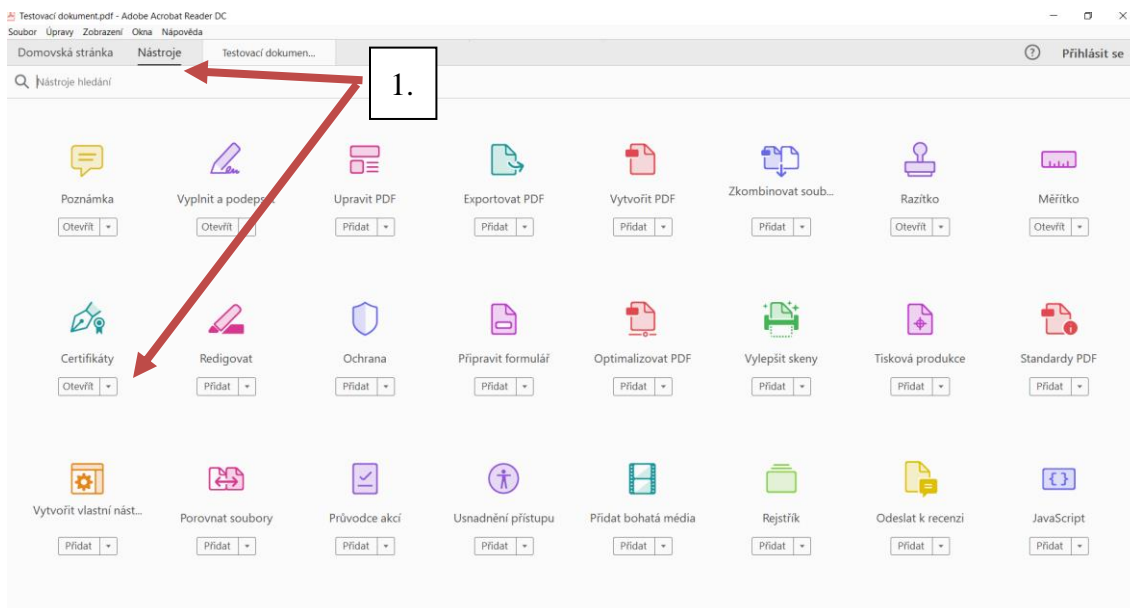 Testovací dokument.pdf - Adobe Acrobat Reader DC
Soubor Úpravy Zobrazení Okna Nápověda
Domovská stránka Nástroje Testovací dokumen... Přihlásit se
Nástroje hledání
1.
Poznámka Vyplnit a podeps Upravit PDF Exportovat PDF Vytvořit PDF Zkombinovat soub... Razítko Měřítko
Otevřít Otevřít Přidat Přidat Přidat Přidat Otevřít Otevřít
Certifikáty Redigovat Ochrana Připravit formulář Optimalizovat PDF Vylepšit skeny Tisková produkce Standardy PDF
Otevřít Přidat Přidat Přidat Přidat Přidat Přidat Přidat
Vytvořit vlastní nást... Porovnat soubory Průvodce akcí Usnadnění přístupu Přidat bohatá média Rejstřík Odeslat k recenzi JavaScript
Přidat Přidat Přidat Přidat Přidat Přidat Přidat Přidat